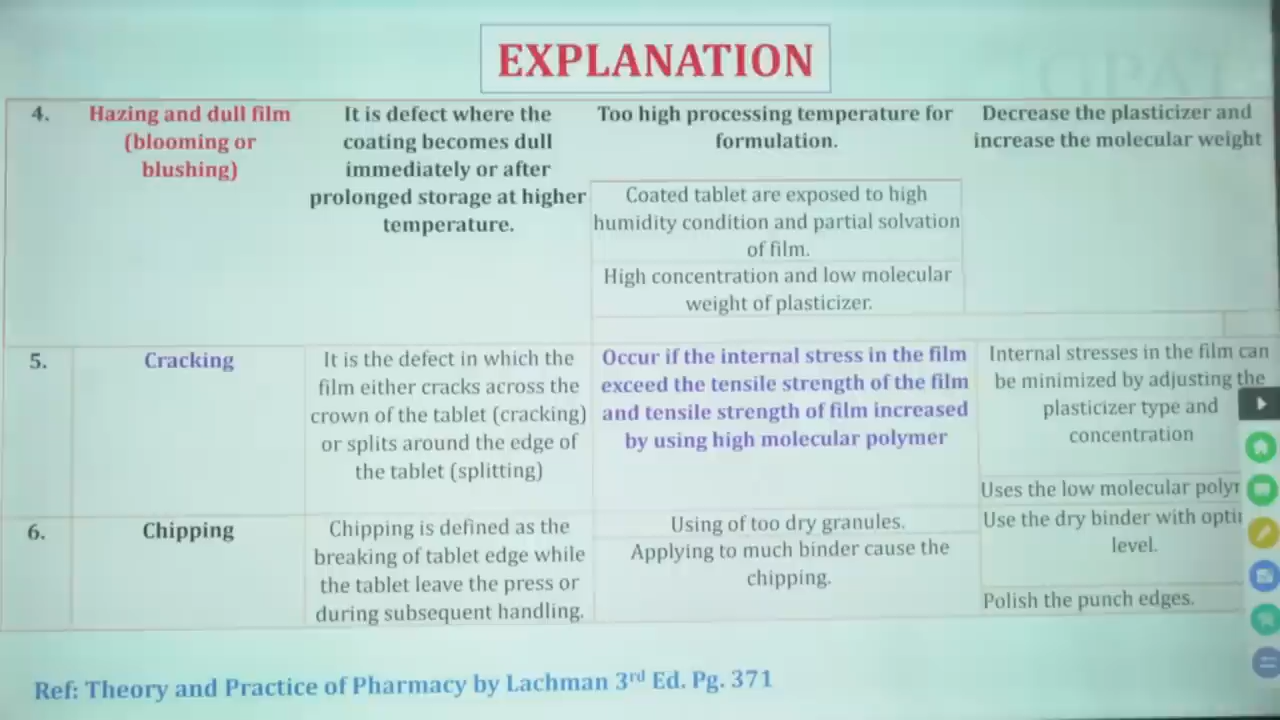 EXPLANATION
4.
Hazing and dull film
(blooming or
blushing)
It is defect where the
coating becomes dull
immediately or after
prolonged storage at higher
temperature.
Too high processing temperature for
formulation.
Coated tablet are exposed to high
humidity condition and partial solvation
of film.
High concentration and low molecular
weight of plasticizer.
Decrease the plasticizer and
increase the molecular weight
5.
Cracking
It is the defect in which the
film either cracks across the
crown of the tablet (cracking)
or splits around the edge of
the tablet (splitting)
Occur if the internal stress in the film
exceed the tensile strength of the film
and tensile strength of film increased
by using high molecular polymer
Internal stresses in the film can
be minimized by adjusting the
plasticizer type and
concentration
Uses the low molecular polyr
6.
Chipping
Chipping is defined as the
breaking of tablet edge while
the tablet leave the press or
during subsequent handling.
Using of too dry granules.
Applying to much binder cause the
chipping.
Use the dry binder with opti
level.
Polish the punch edges.
Ref: Theory and Practice of Pharmacy by Lachman 3rd Ed. Pg. 371